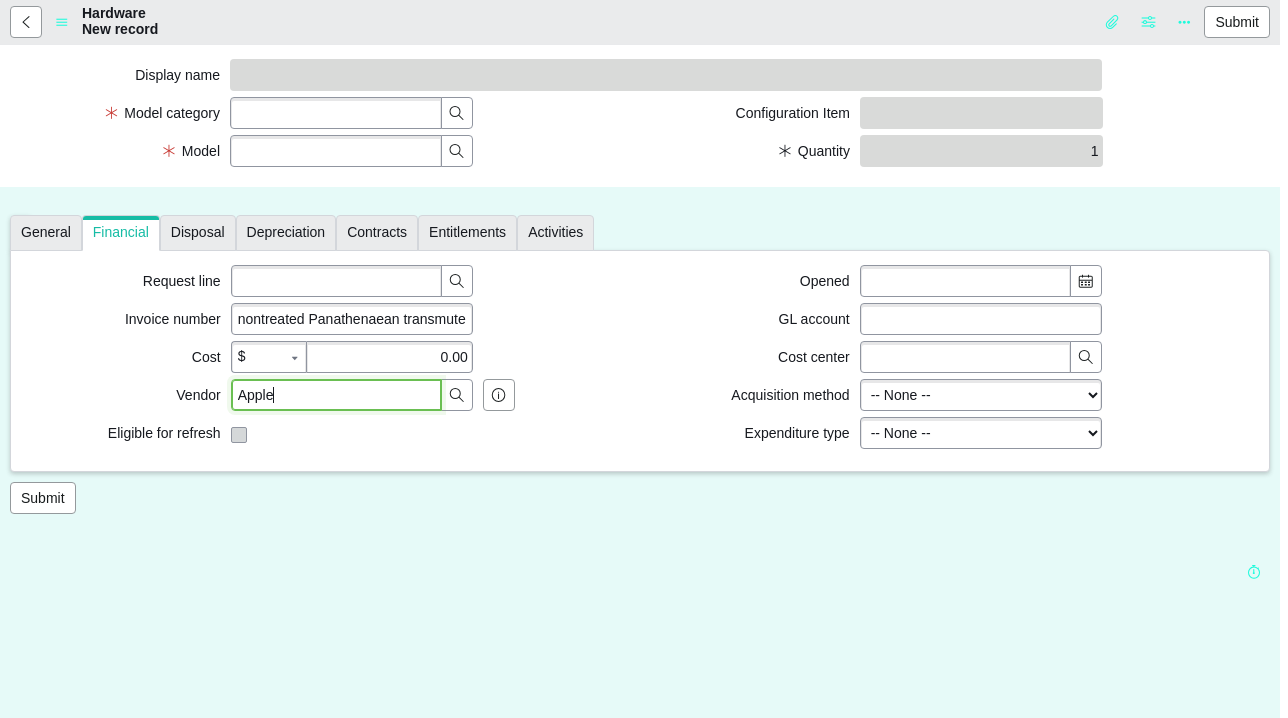 Hardware
New record
Submit
Display name
Model category
Configuration Item
Model
Quantity
1
General
Financial
Disposal
Depreciation
Contracts
Entitlements
Activities
Request line
Opened
Invoice number
nontreated Panathenaean transmute
GL account
Cost
$
0.00
Cost center
Vendor
Apple
Acquisition method
-- None --
Eligible for refresh
Expenditure type
-- None --
Submit